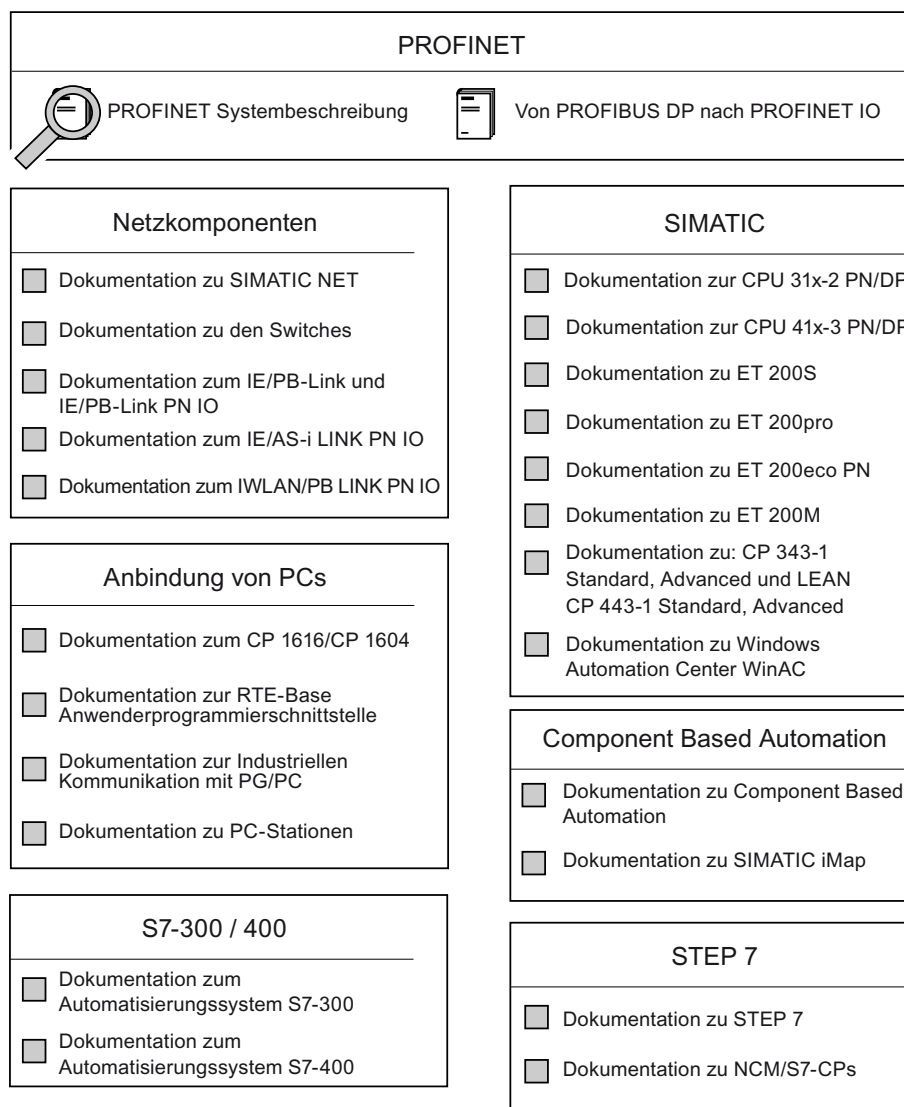 PROFINET
PROFINET Systembeschreibung
Von PROFIBUS DP nach PROFINET IO
Netzkomponenten
Dokumentation zu SIMATIC NET
Dokumentation zu den Switches
Dokumentation zum IE/PB-Link und
IE/PB-Link PN IO
Dokumentation zum IE/AS-i LINK PN IO
Dokumentation zum IWLAN/PB LINK PN IO
Anbindung von PCs
Dokumentation zum CP 1616/CP 1604
Dokumentation zur RTE-Base
Anwenderprogrammierschnittstelle
Dokumentation zur Industriellen
Kommunikation mit PG/PC
Dokumentation zu PC-Stationen
S7-300 / 400
Dokumentation zum
Automatisierungssystem S7-300
Dokumentation zum
Automatisierungssystem S7-400
SIMATIC
Dokumentation zur CPU 31x-2 PN/DP
Dokumentation zur CPU 41x-3 PN/DP
Dokumentation zu ET 200S
Dokumentation zu ET 200pro
Dokumentation zu ET 200eco PN
Dokumentation zu ET 200M
Dokumentation zu: CP 343-1
Standard, Advanced und LEAN
CP 443-1 Standard, Advanced
Dokumentation zu Windows
Automation Center WinAC
Component Based Automation
Dokumentation zu Component Based
Automation
Dokumentation zu SIMATIC iMap
STEP 7
Dokumentation zu STEP 7
Dokumentation zu NCM/S7-CPs